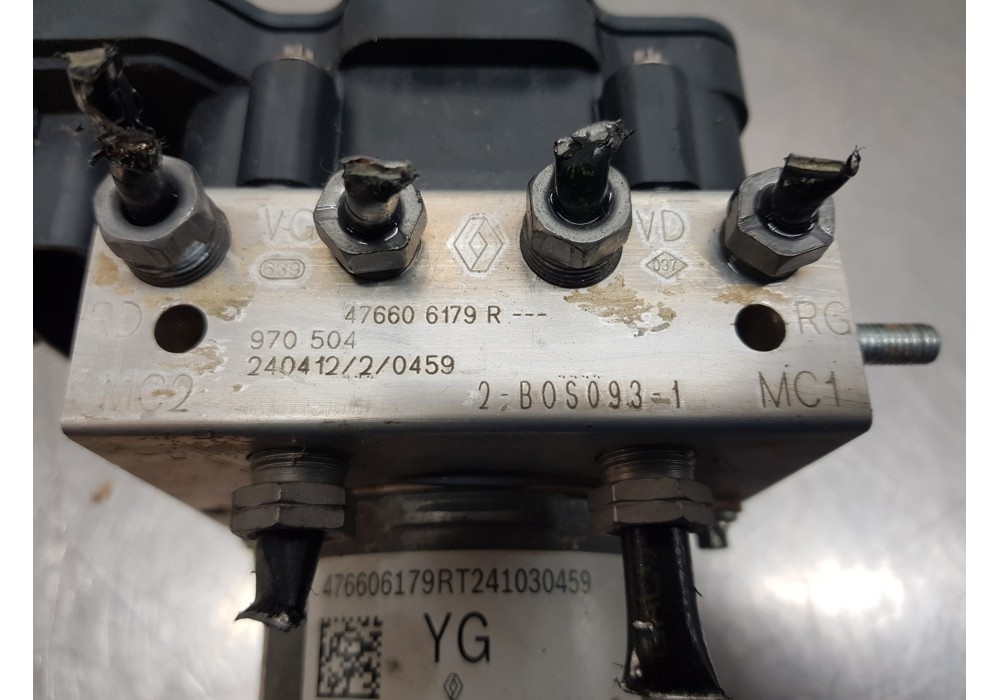 VG VD
639 037
RD 47660 6179 R --- RG
970 504
240412/2/0459
MC2 2-BOS093-1 MC1
476606179RT241030459
YG